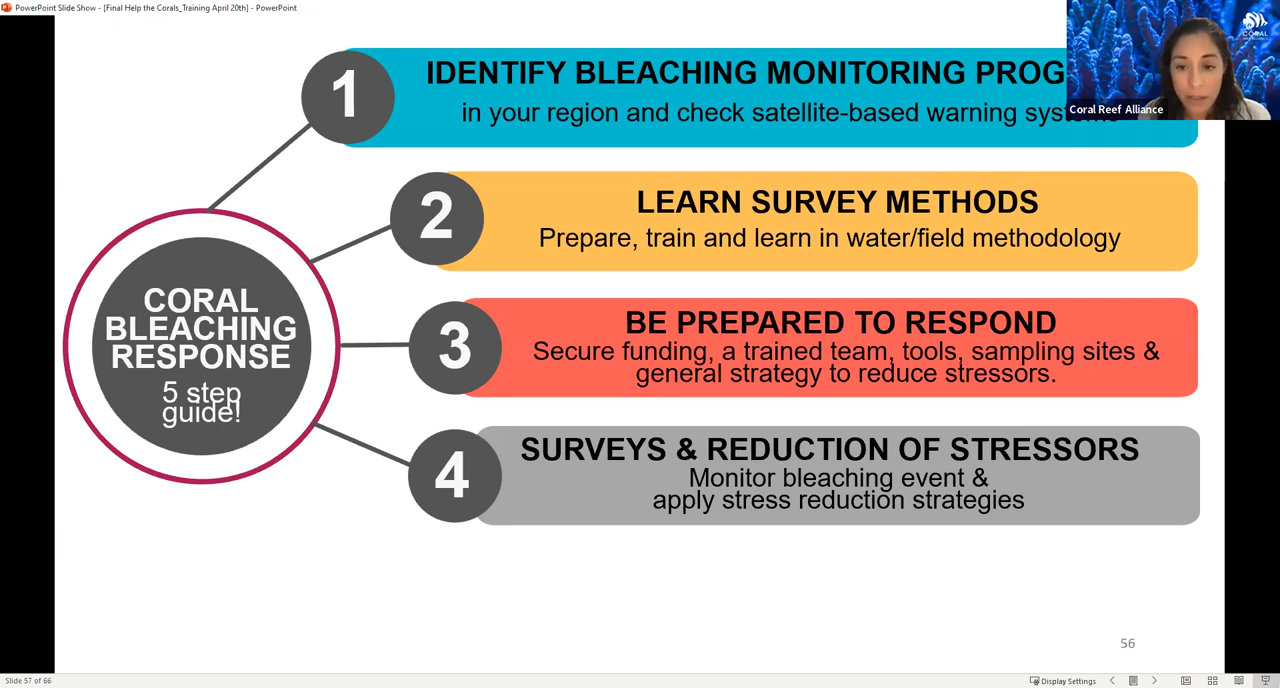 PowerPoint Slide Show - [Final Help the Corals_Training April 20th] - PowerPoint
CORAL
Coral Reef Alliance
1
IDENTIFY BLEACHING MONITORING PROG
in your region and check satellite-based warning systems
2
LEARN SURVEY METHODS
Prepare, train and learn in water/field methodology
CORAL
BLEACHING
RESPONSE
5 step
guide!
3
BE PREPARED TO RESPOND
Secure funding, a trained team, tools, sampling sites &
general strategy to reduce stressors.
4
SURVEYS & REDUCTION OF STRESSORS
Monitor bleaching event &
apply stress reduction strategies
56
Slide 57 of 66
Display Settings